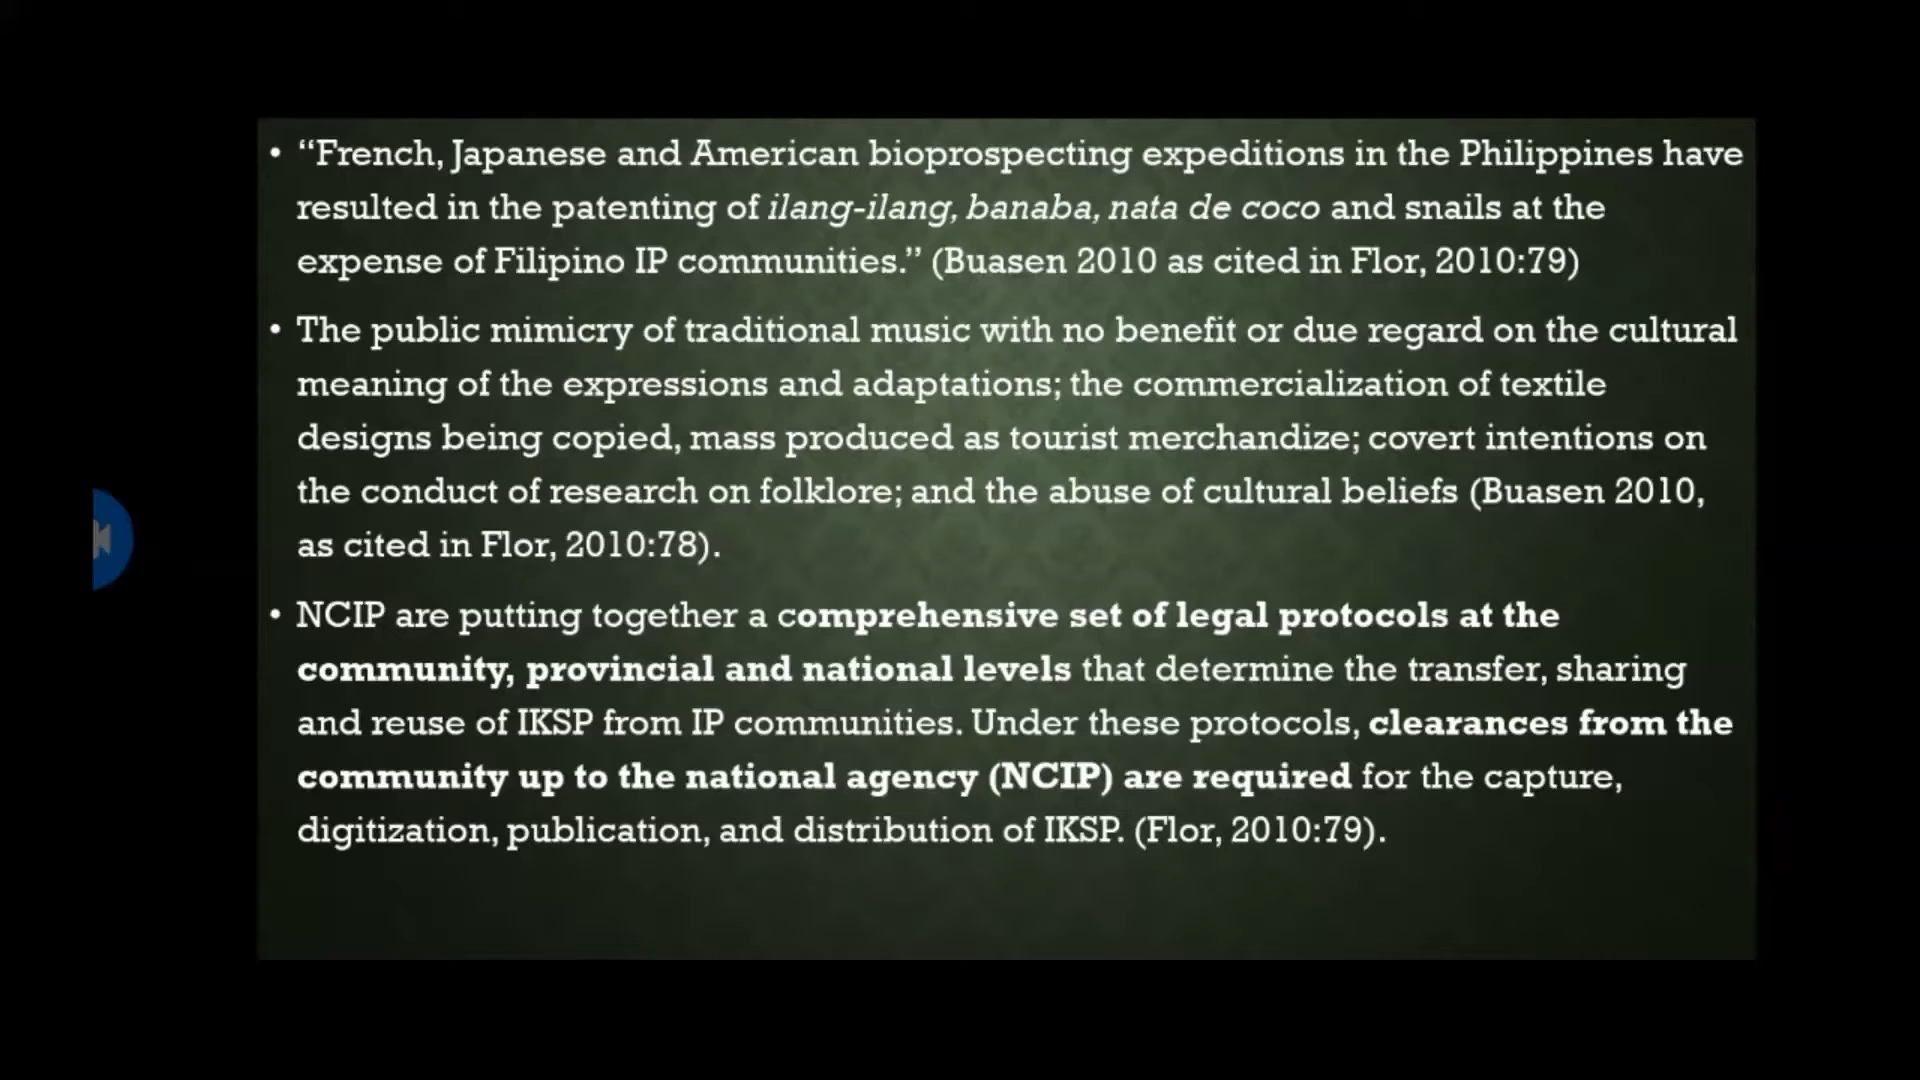 • “French, Japanese and American bioprospecting expeditions in the Philippines have
resulted in the patenting of ilang-ilang, banaba, nata de coco and snails at the
expense of Filipino IP communities.” (Buasen 2010 as cited in Flor, 2010:79)
• The public mimicry of traditional music with no benefit or due regard on the cultural
meaning of the expressions and adaptations; the commercialization of textile
designs being copied, mass produced as tourist merchandize; covert intentions on
the conduct of research on folklore; and the abuse of cultural beliefs (Buasen 2010,
as cited in Flor, 2010:78).
• NCIP are putting together a comprehensive set of legal protocols at the
community, provincial and national levels that determine the transfer, sharing
and reuse of IKSP from IP communities. Under these protocols, clearances from the
community up to the national agency (NCIP) are required for the capture,
digitization, publication, and distribution of IKSP. (Flor, 2010:79).